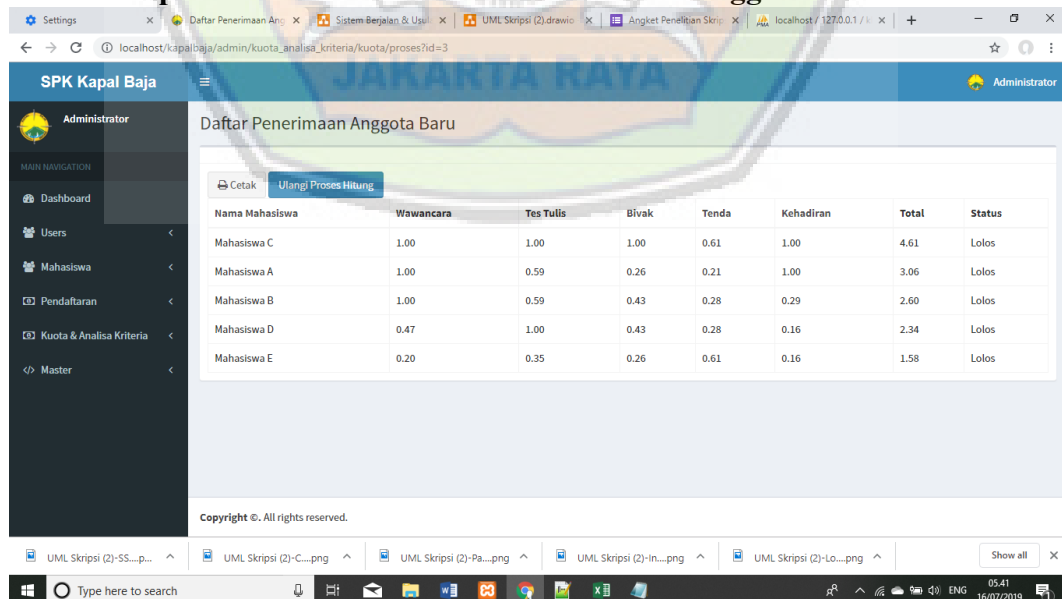 Settings
Daftar Penerimaan Ang
Sistem Berjalan & Usul
UML Skripsi (2).drawio
Angket Penelitian Skrip
localhost / 127.0.0.1 / k
localhost/kapalbaja/admin/kuota_analisa_kriteria/kuota/proses?id=3
SPK Kapal Baja
Administrator
JAKARTA RAYA
Administrator
Daftar Penerimaan Anggota Baru
MAIN NAVIGATION
Dashboard
Users
Mahasiswa
Pendaftaran
Kuota & Analisa Kriteria
Master
Cetak Ulangi Proses Hitung
Nama Mahasiswa Wawancara Tes Tulis Bivak Tenda Kehadiran Total Status
Mahasiswa C 1.00 1.00 1.00 0.61 1.00 4.61 Lolos
Mahasiswa A 1.00 0.59 0.26 0.21 1.00 3.06 Lolos
Mahasiswa B 1.00 0.59 0.43 0.28 0.29 2.60 Lolos
Mahasiswa D 0.47 1.00 0.43 0.28 0.16 2.34 Lolos
Mahasiswa E 0.20 0.35 0.26 0.61 0.16 1.58 Lolos
Copyright ©. All rights reserved.
UML Skripsi (2)-SS....p...
UML Skripsi (2)-C....png
UML Skripsi (2)-Pa....png
UML Skripsi (2)-In....png
UML Skripsi (2)-Lo....png
Show all
Type here to search
ENG
05.41
16/07/2019